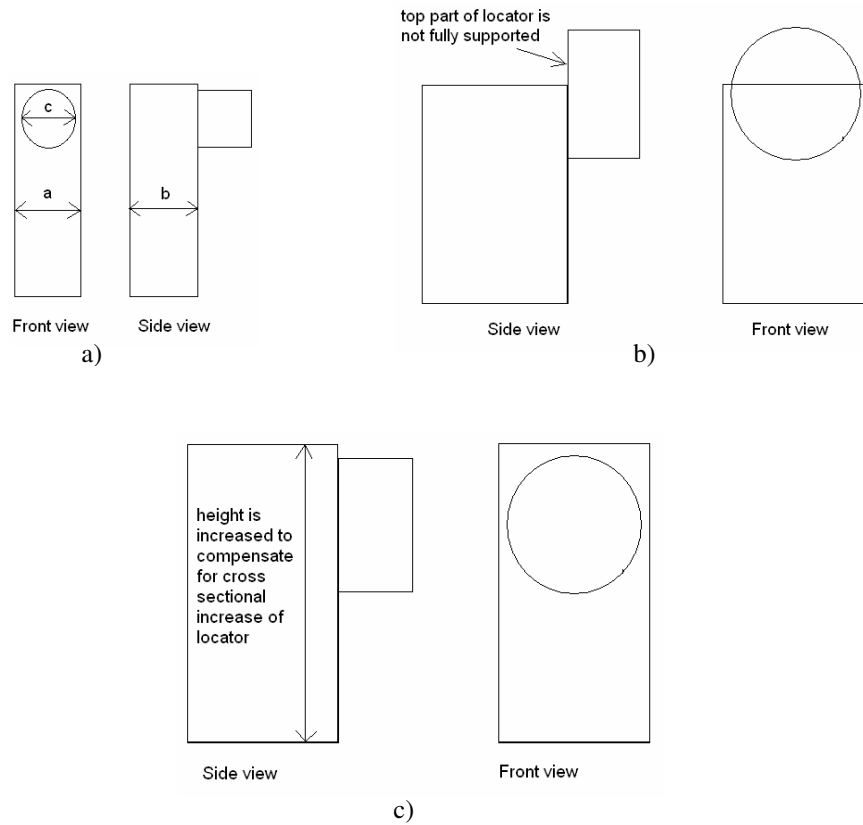 top part of locator is
not fully supported
c
a
b
Front view
Side view
a)
Side view
Front view
b)
height is
increased to
compensate
for cross
sectional
increase of
locator
Side view
Front view
c)